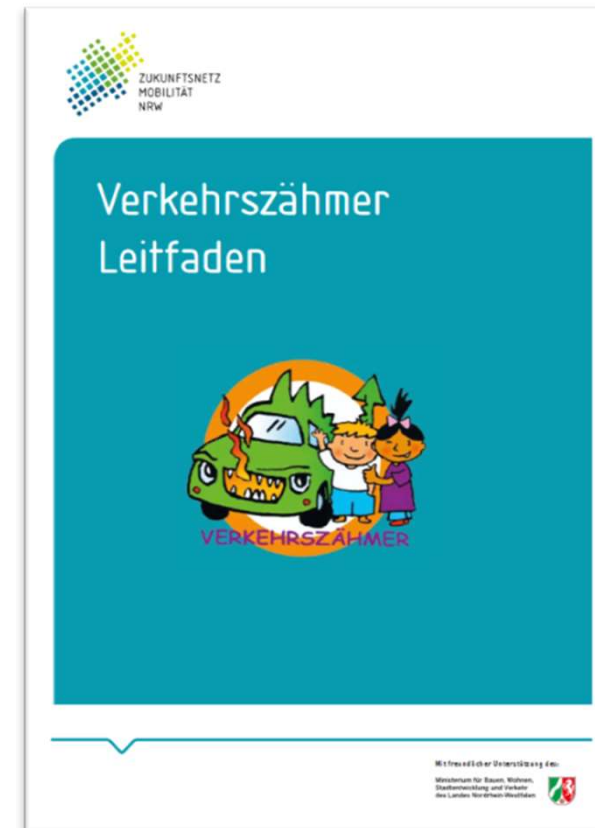 ZUKUNFTSNETZ
MOBILITÄT
NRW
Verkehrszähmer
Leitfaden
VERKEHRSZÄHMER
Mit freundlicher Unterstützung des:
Ministerium für Bauen, Wohnen,
Stadtentwicklung und Verkehr
des Landes Nordrhein-Westfalen